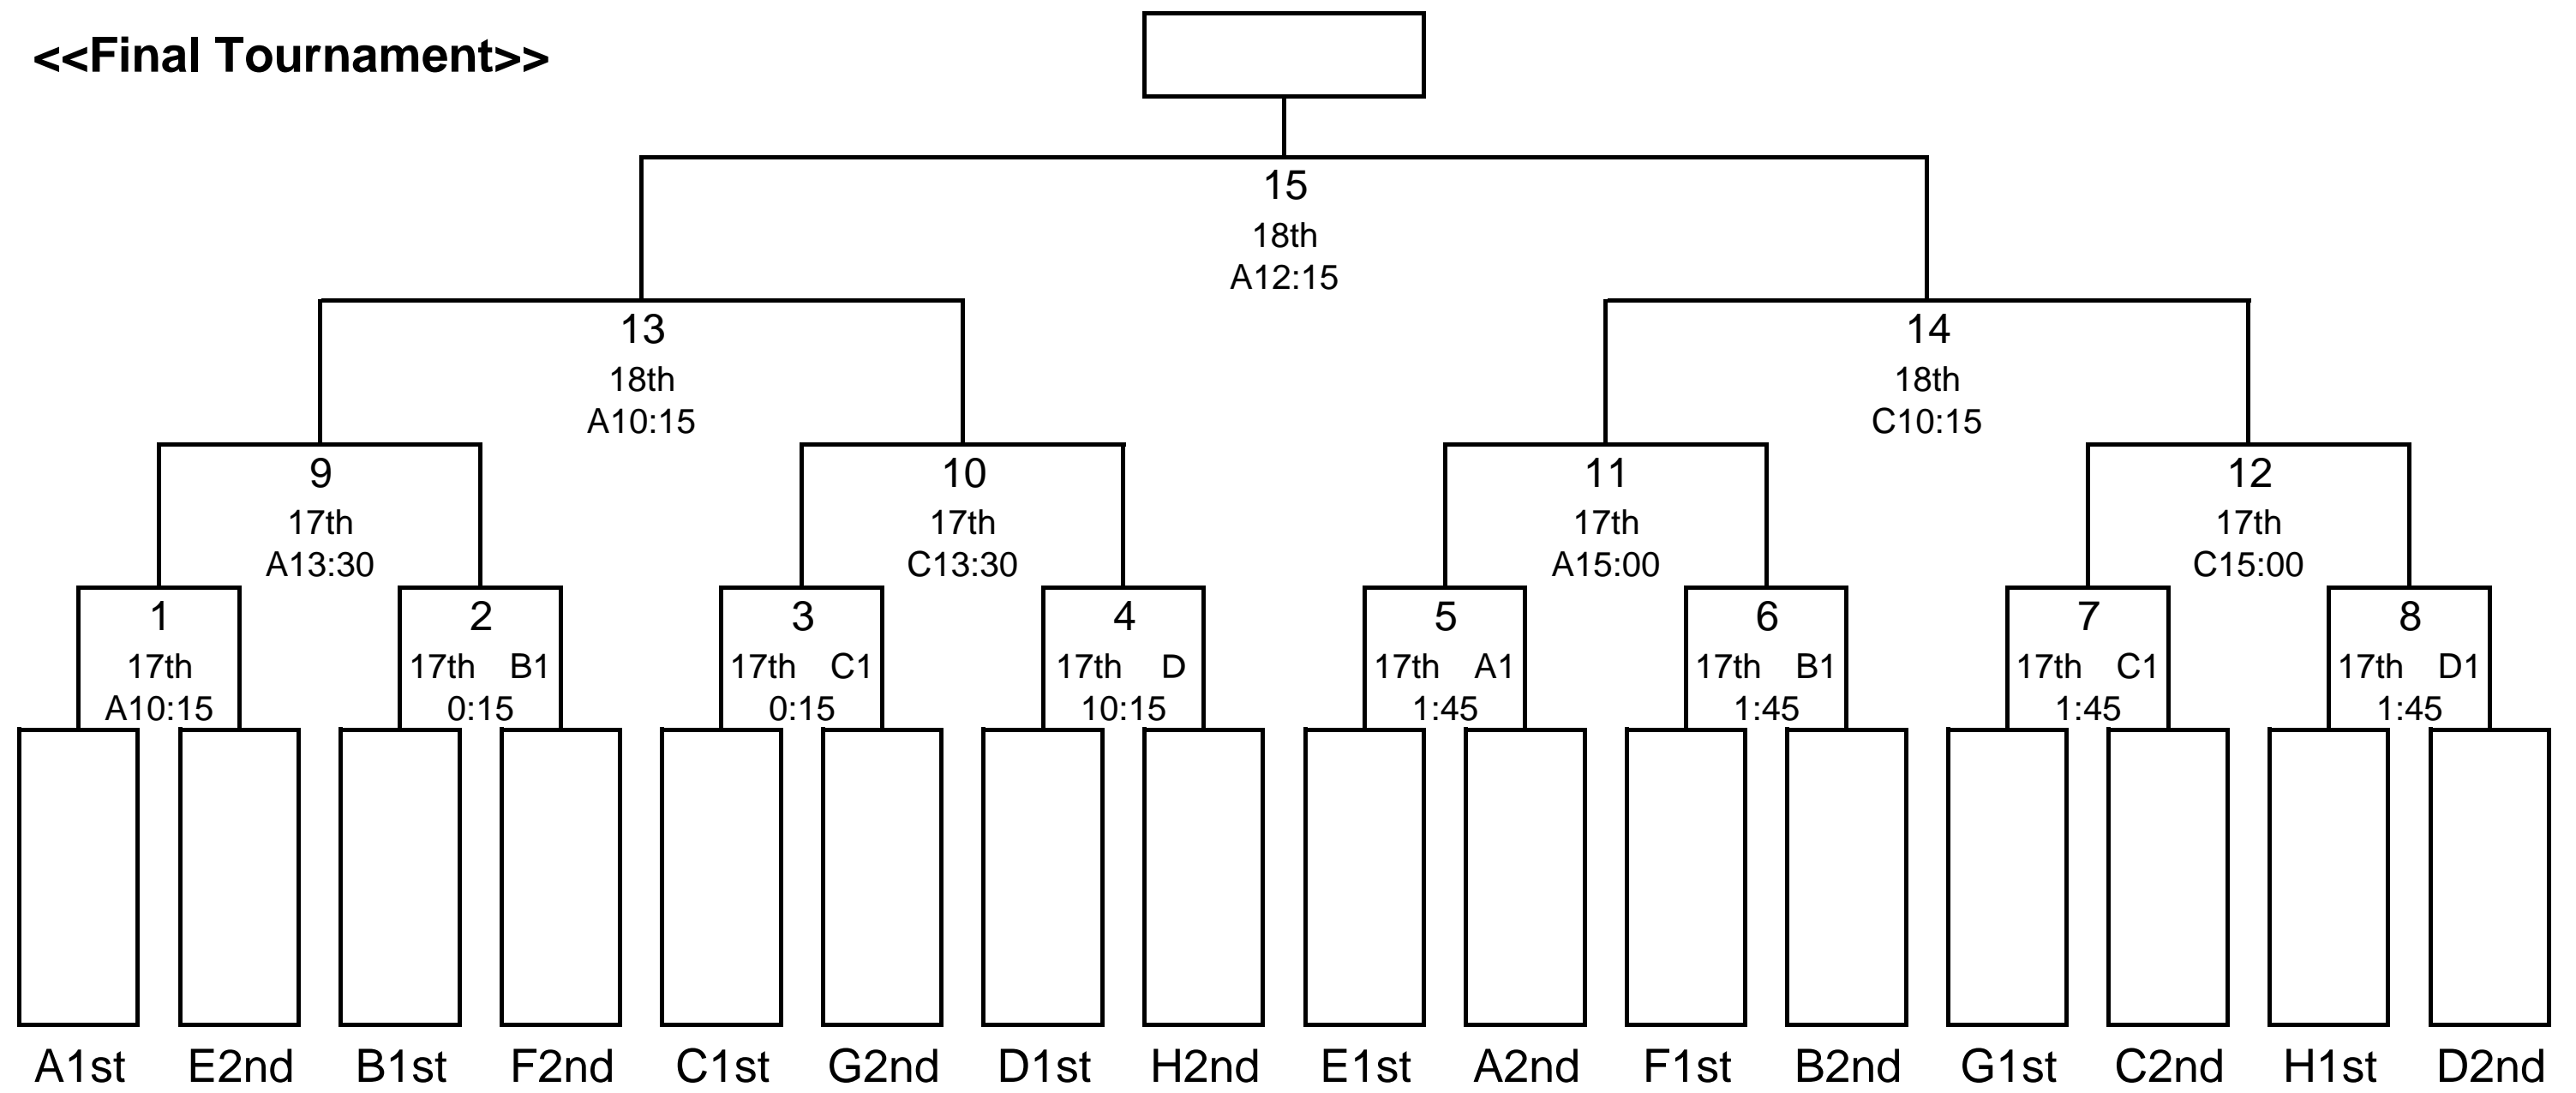 <<Final Tournament>>
15
18th
A12:15
13
14
18th
18th
A10:15
C10:15
9
10
11
12
17th
17th
17th
17th
A13:30
C13:30
A15:00
C15:00
1
2
3
4
5
6
7
8
17th
17th B1
17th C1
17th D
17th A1
17th B1
17th C1
17th D1
A10:15
0:15
0:15
10:15
1:45
1:45
1:45
1:45
A1st
E2nd
B1st
F2nd
C1st
G2nd
D1st
H2nd
E1st
A2nd
F1st
B2nd
G1st
C2nd
H1st
D2nd